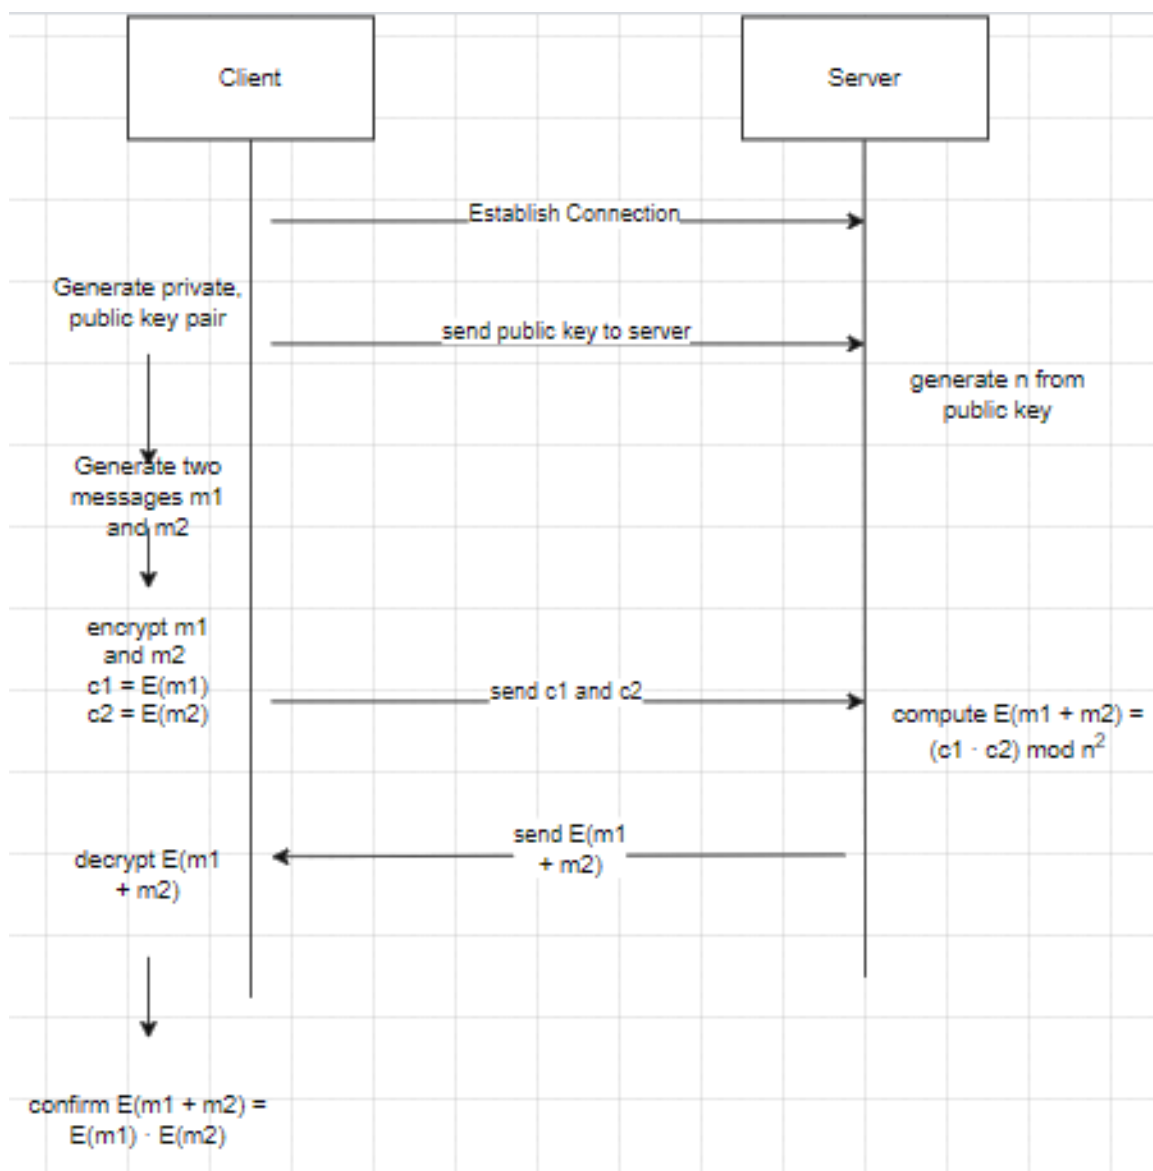 Client
Server
Establish Connection
Generate private,
public key pair
send public key to server
generate n from
public key
Generate two
messages m1
and m2
encrypt m1
and m2
c1 = E(m1)
c2 = E(m2)
send c1 and c2
compute E(m1 + m2) =
(c1 · c2) mod n²
send E(m1
+ m2)
decrypt E(m1
+ m2)
confirm E(m1 + m2) =
E(m1) · E(m2)